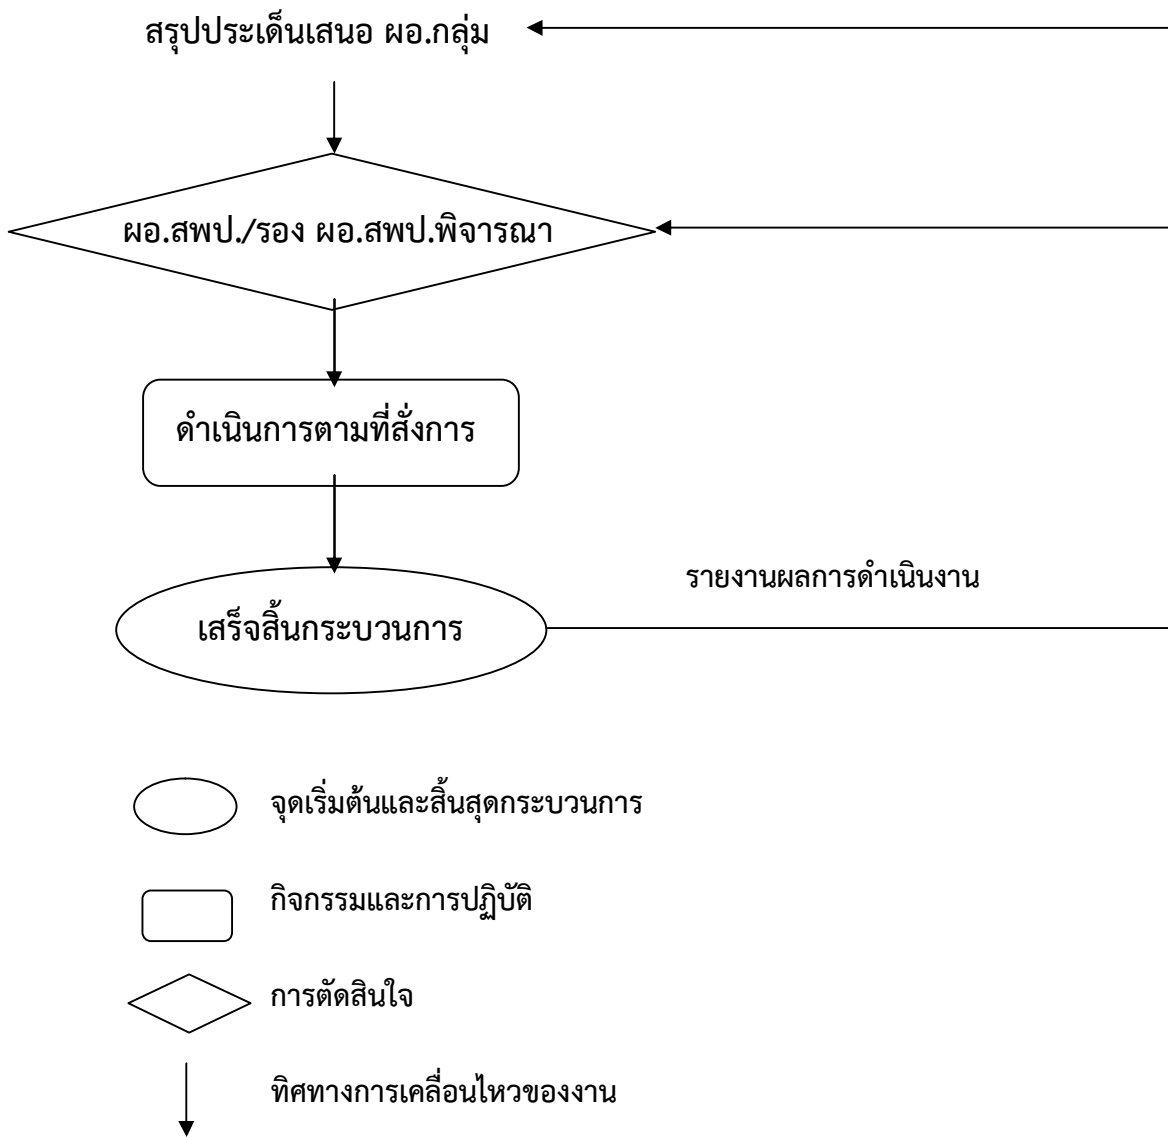 สรุปประเด็นเสนอ ผอ.กลุ่ม
ผอ.สพป./รอง ผอ.สพป.พิจารณา
ดำเนินการตามที่สั่งการ
รายงานผลการดำเนินงาน
เสร็จสิ้นกระบวนการ
จุดเริ่มต้นและสิ้นสุดกระบวนการ
กิจกรรมและการปฏิบัติ
การตัดสินใจ
ทิศทางการเคลื่อนไหวของงาน